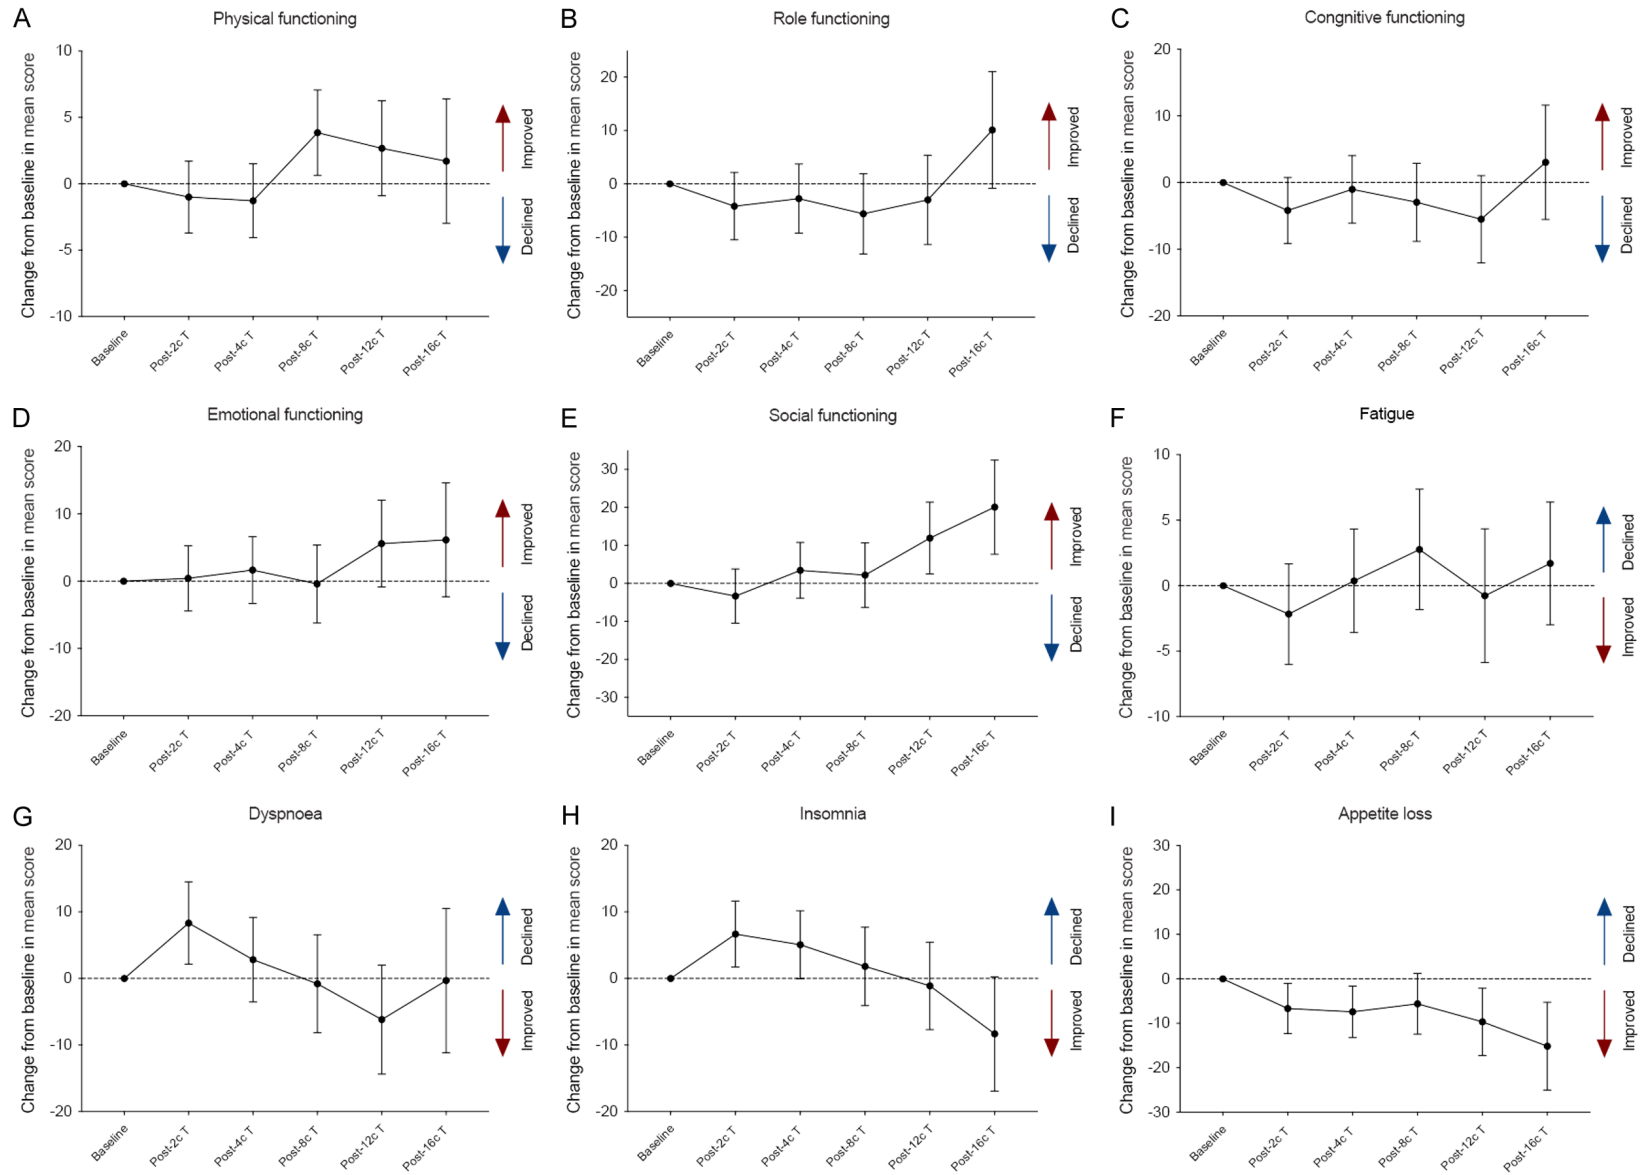 A
Physical functioning
Change from baseline in mean score
10
5
0
-5
-10
Improved
Declined
Baseline
Post-2c T
Post-4c T
Post-8c T
Post-12c T
Post-16c T
B
Role functioning
Change from baseline in mean score
20
10
0
-10
-20
Improved
Declined
Baseline
Post-2c T
Post-4c T
Post-8c T
Post-12c T
Post-16c T
C
Congnitive functioning
Change from baseline in mean score
20
10
0
-10
-20
Improved
Declined
Baseline
Post-2c T
Post-4c T
Post-8c T
Post-12c T
Post-16c T
D
Emotional functioning
Change from baseline in mean score
20
10
0
-10
-20
Improved
Declined
Baseline
Post-2c T
Post-4c T
Post-8c T
Post-12c T
Post-16c T
E
Social functioning
Change from baseline in mean score
30
20
10
0
-10
-20
-30
Improved
Declined
Baseline
Post-2c T
Post-4c T
Post-8c T
Post-12c T
Post-16c T
F
Fatigue
Change from baseline in mean score
10
5
0
-5
-10
Declined
Improved
Baseline
Post-2c T
Post-4c T
Post-8c T
Post-12c T
Post-16c T
G
Dyspnoea
Change from baseline in mean score
20
10
0
-10
-20
Declined
Improved
Baseline
Post-2c T
Post-4c T
Post-8c T
Post-12c T
Post-16c T
H
Insomnia
Change from baseline in mean score
20
10
0
-10
-20
Declined
Improved
Baseline
Post-2c T
Post-4c T
Post-8c T
Post-12c T
Post-16c T
I
Appetite loss
Change from baseline in mean score
30
20
10
0
-10
-20
-30
Declined
Improved
Baseline
Post-2c T
Post-4c T
Post-8c T
Post-12c T
Post-16c T